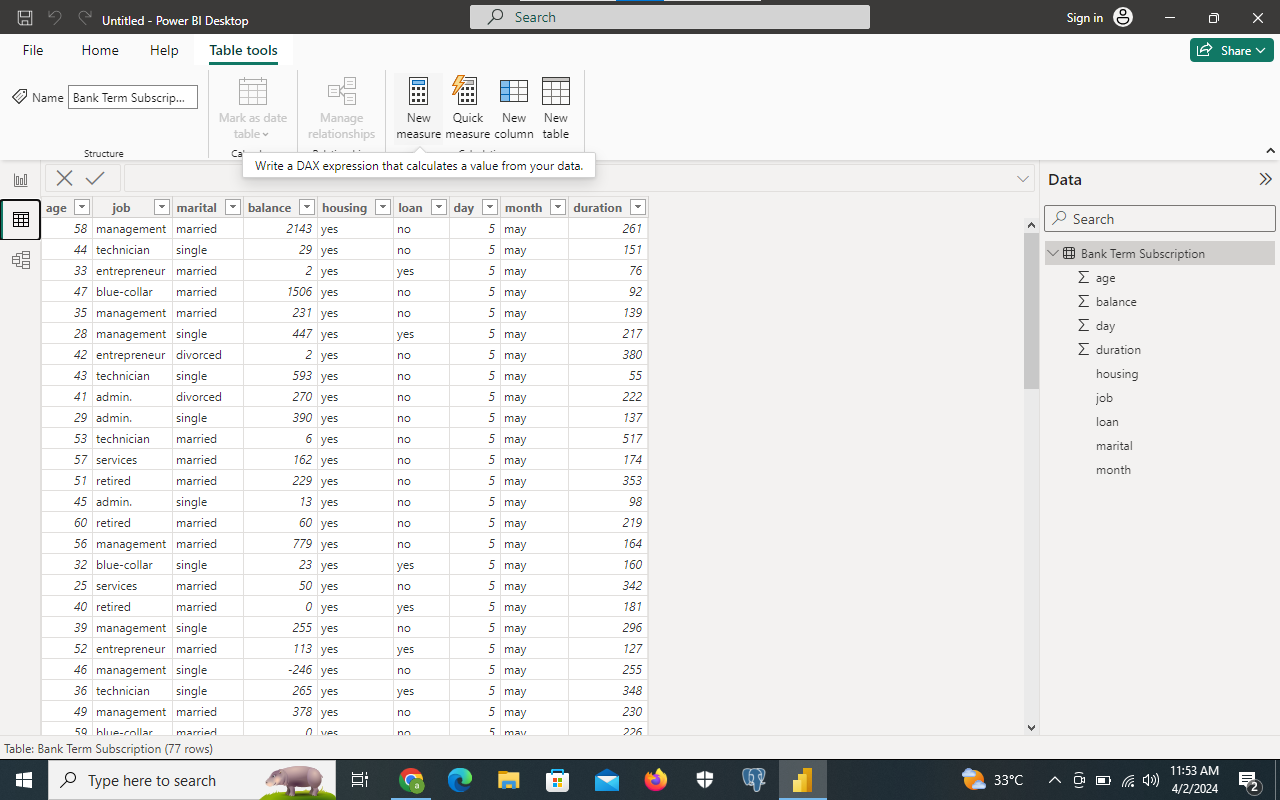 Untitled - Power BI Desktop
Search
Sign in
File
Home
Help
Table tools
Share
Name
Bank Term Subscrip...
Mark as date table
Manage relationships
New measure
Quick measure
New column
New table
Structure
Write a DAX expression that calculates a value from your data.
Data
Search
age job marital balance housing loan day month duration
58 management married 2143 yes no 5 may 261
44 technician single 29 yes no 5 may 151
33 entrepreneur married 2 yes yes 5 may 76
47 blue-collar married 1506 yes no 5 may 92
35 management married 231 yes no 5 may 139
28 management single 447 yes yes 5 may 217
42 entrepreneur divorced 2 yes no 5 may 380
43 technician single 593 yes no 5 may 55
41 admin. divorced 270 yes no 5 may 222
29 admin. single 390 yes no 5 may 137
53 technician married 6 yes no 5 may 517
57 services married 162 yes no 5 may 174
51 retired married 229 yes no 5 may 353
45 admin. single 13 yes no 5 may 98
60 retired married 60 yes no 5 may 219
56 management married 779 yes no 5 may 164
32 blue-collar single 23 yes yes 5 may 160
25 services married 50 yes no 5 may 342
40 retired married 0 yes yes 5 may 181
39 management single 255 yes no 5 may 296
52 entrepreneur married 113 yes yes 5 may 127
46 management single -246 yes no 5 may 255
36 technician single 265 yes yes 5 may 348
49 management married 378 yes no 5 may 230
59 blue-collar married 0 yes no 5 may 226
Bank Term Subscription
age
balance
day
duration
housing
job
loan
marital
month
Table: Bank Term Subscription (77 rows)
Type here to search
33°C
11:53 AM
4/2/2024
2